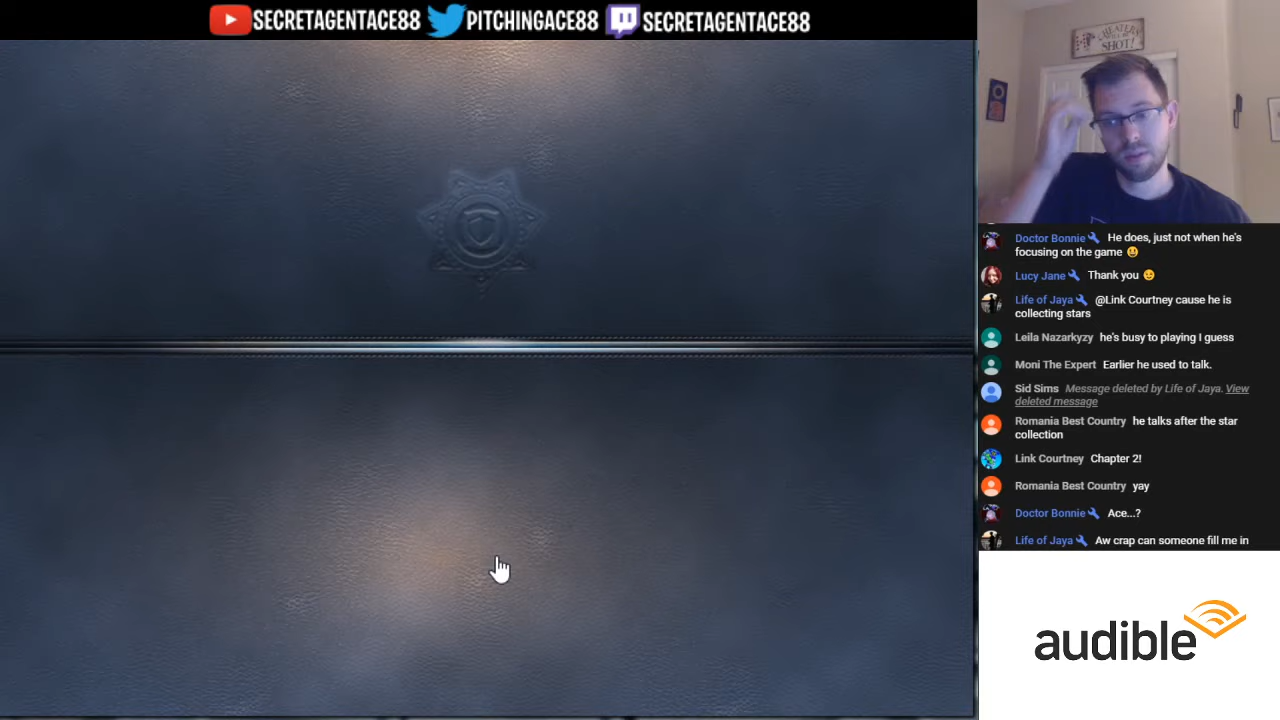 SECRETAGENTACE88 PITCHINGACE88 SECRETAGENTACE88
CHEATERS
WILL BE
SHOT!
Doctor Bonnie He does, just not when he's
focusing on the game 😃
Lucy Jane Thank you 😉
Life of Jaya @Link Courtney cause he is
collecting stars
Leila Nazarkyzy he's busy to playing I guess
Moni The Expert Earlier he used to talk.
Sid Sims Message deleted by Life of Jaya. View
deleted message
Romania Best Country he talks after the star
collection
Link Courtney Chapter 2!
Romania Best Country yay
Doctor Bonnie Ace...?
Life of Jaya Aw crap can someone fill me in
audible